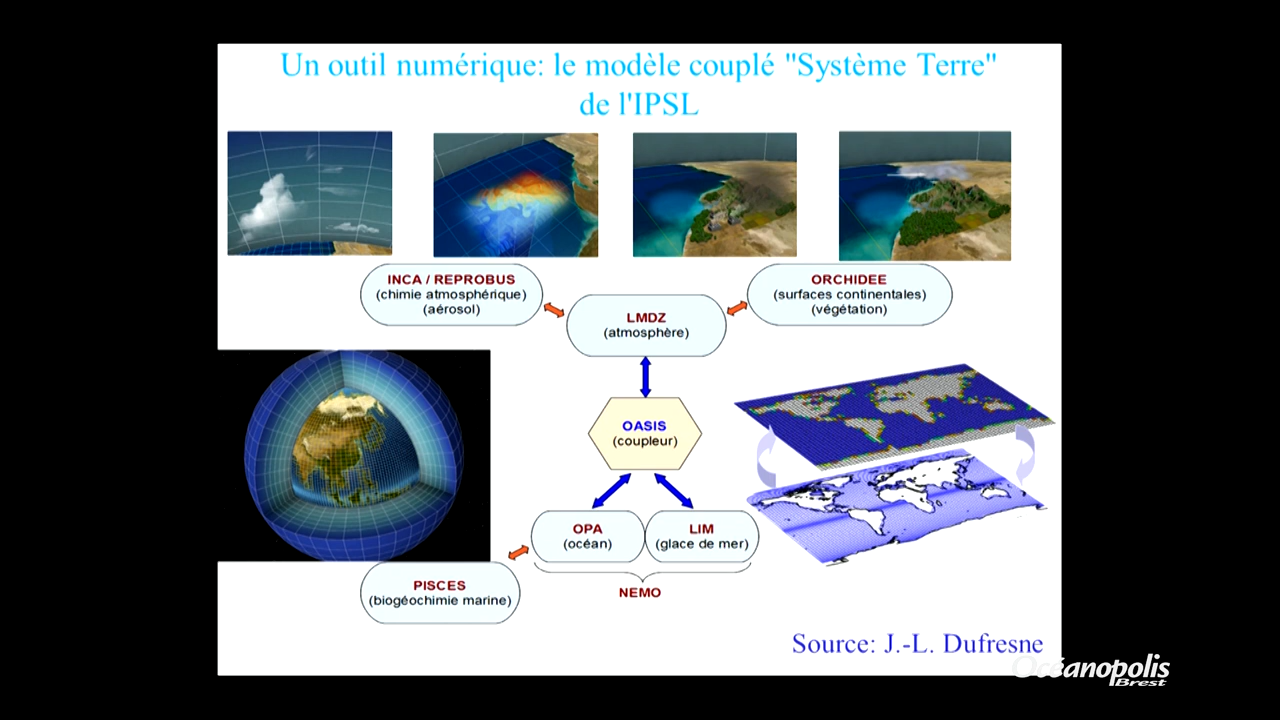 Un outil numérique: le modèle couplé "Système Terre"
de l'IPSL
INCA / REPROBUS
(chimie atmosphérique)
(aérosol)
ORCHIDEE
(surfaces continentales)
(végétation)
LMDZ
(atmosphère)
OASIS
(coupleur)
OPA
(océan)
LIM
(glace de mer)
NEMO
PISCES
(biogéochimie marine)
Source: J.-L. Dufresne
Océanopolis
Brest